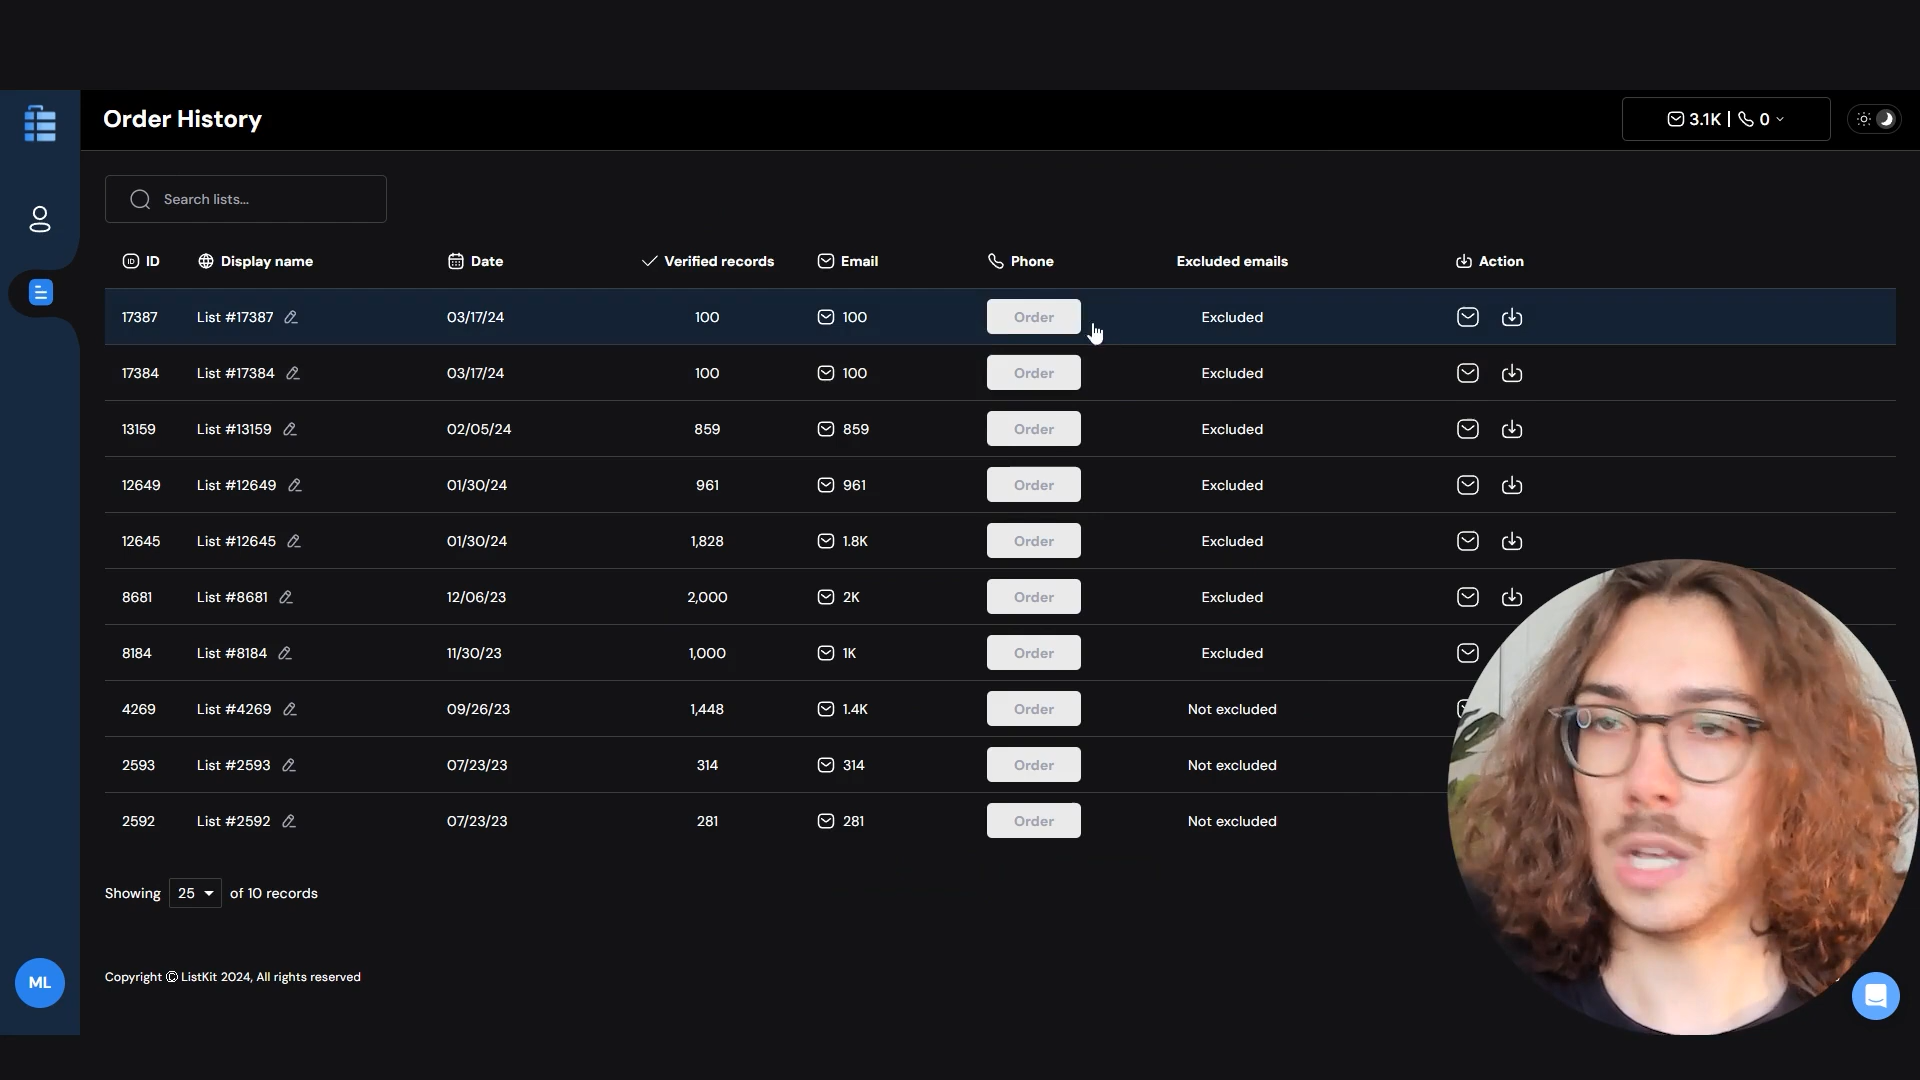 Order History
3.1K | 0
Search lists...
ID Display name Date Verified records Email Phone Excluded emails Action
17387 List #17387 03/17/24 100 100 Order Excluded
17384 List #17384 03/17/24 100 100 Order Excluded
13159 List #13159 02/05/24 859 859 Order Excluded
12649 List #12649 01/30/24 961 961 Order Excluded
12645 List #12645 01/30/24 1,828 1.8K Order Excluded
8681 List #8681 12/06/23 2,000 2K Order Excluded
8184 List #8184 11/30/23 1,000 1K Order Excluded
4269 List #4269 09/26/23 1,448 1.4K Order Not excluded
2593 List #2593 07/23/23 314 314 Order Not excluded
2592 List #2592 07/23/23 281 281 Order Not excluded
Showing 25 of 10 records
Copyright © ListKit 2024, All rights reserved
ML